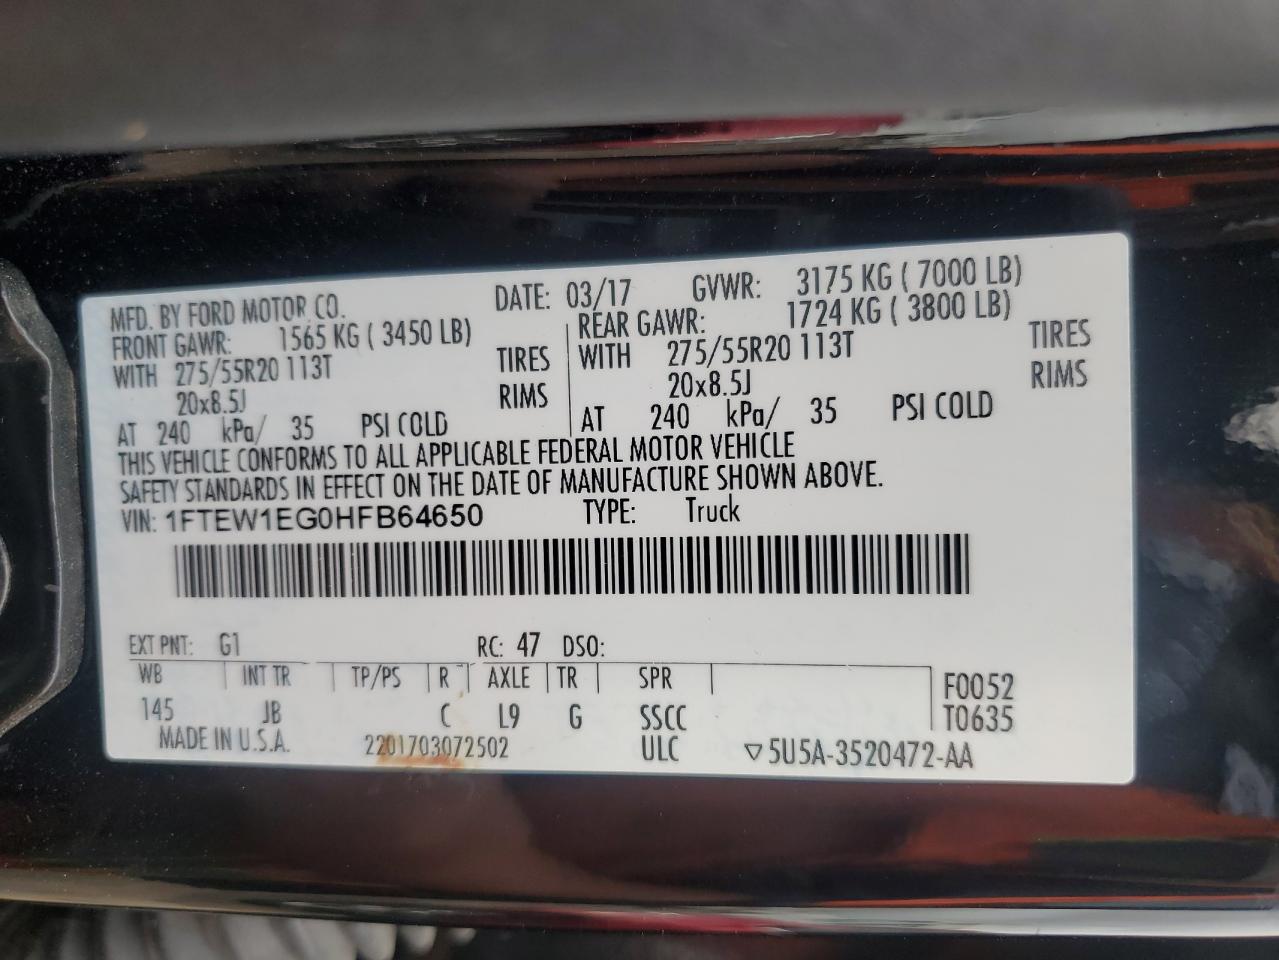 MFD. BY FORD MOTOR CO. DATE: 03/17 GVWR: 3175 KG ( 7000 LB)
FRONT GAWR: 1565 KG ( 3450 LB) REAR GAWR: 1724 KG ( 3800 LB)
WITH 275/55R20 113T TIRES WITH 275/55R20 113T TIRES
20x8.5J RIMS 20x8.5J RIMS
AT 240 kPa/ 35 PSI COLD AT 240 kPa/ 35 PSI COLD
THIS VEHICLE CONFORMS TO ALL APPLICABLE FEDERAL MOTOR VEHICLE
SAFETY STANDARDS IN EFFECT ON THE DATE OF MANUFACTURE SHOWN ABOVE.
VIN: 1FTEW1EG0HFB64650 TYPE: Truck
EXT PNT: G1 RC: 47 DSO:
WB INT TR TP/PS R AXLE TR SPR F0052
145 JB C L9 G SSCC T0635
MADE IN U.S.A. 2201703072502 ULC ▽5U5A-3520472-AA